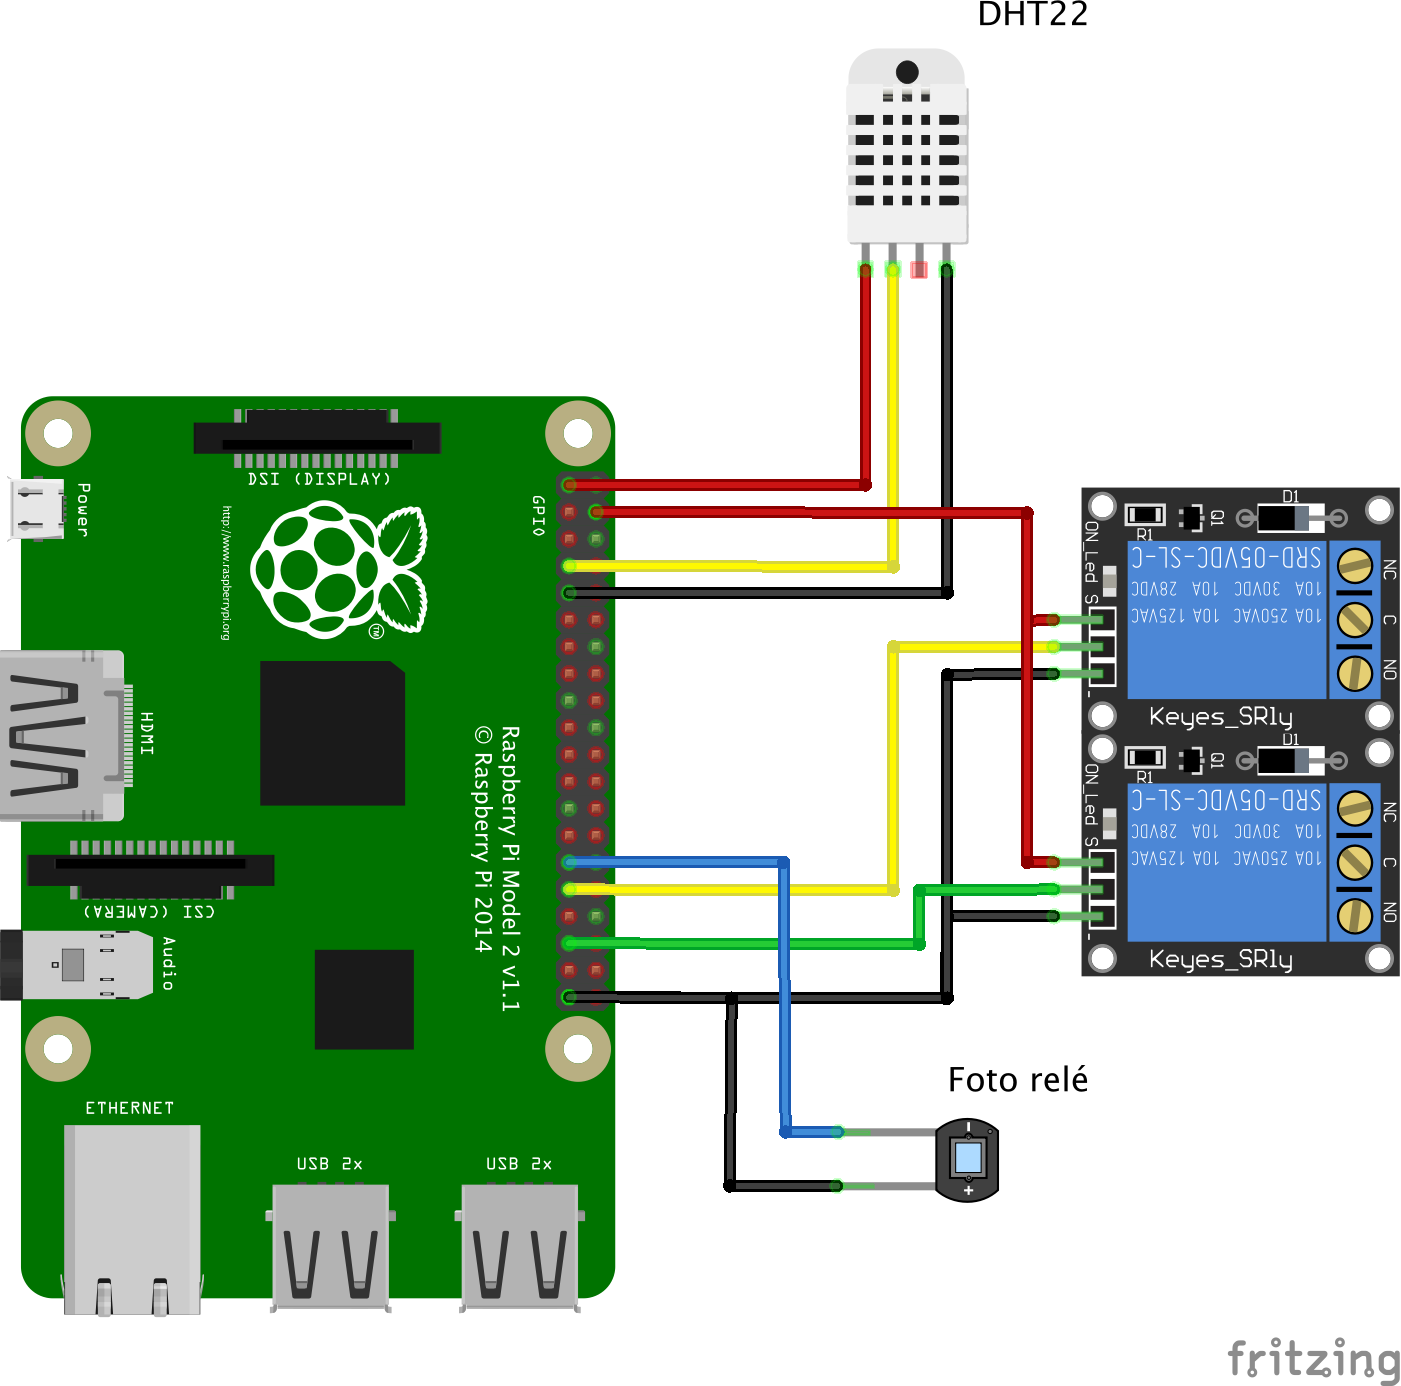 DHT22
DSI (DISPLAY)
GPIO
Power
http://www.raspberrypi.org
TM
HDMI
Raspberry Pi Model 2 v1.1
© Raspberry Pi 2014
CSI (CAMERA)
Audio
ETHERNET
USB 2x
USB 2x
D1
Q1
R1
ON_Led
S
-
SRD-05VDC-SL-C
10A 30VDC 10A 28VDC
10A 250VAC 10A 125VAC
NC
C
NO
Keyes_SRly
D1
Q1
R1
ON_Led
S
-
SRD-05VDC-SL-C
10A 30VDC 10A 28VDC
10A 250VAC 10A 125VAC
NC
C
NO
Keyes_SRly
Foto relé
-
+
fritzing